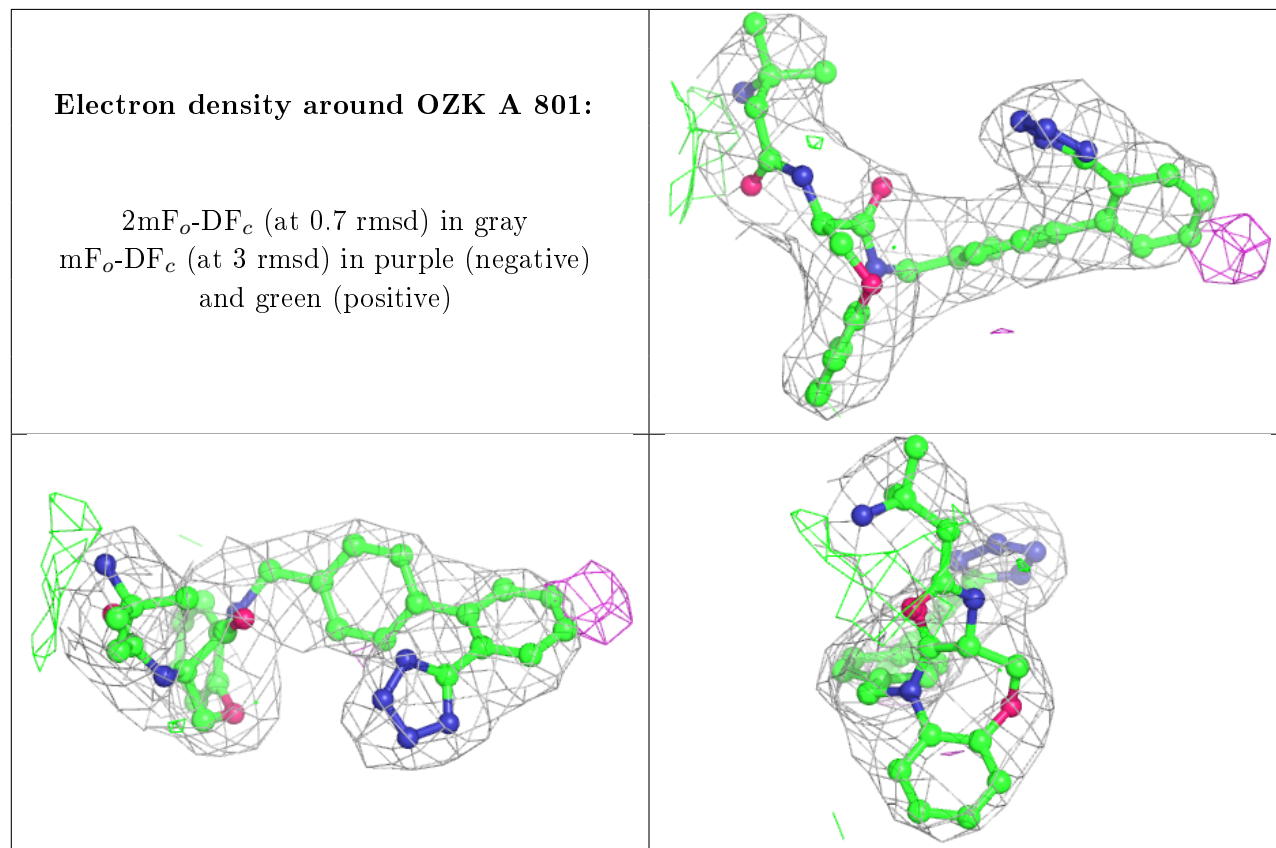 Electron density around OZK A 801:
2mFo-DFc (at 0.7 rmsd) in gray
mFo-DFc (at 3 rmsd) in purple (negative)
and green (positive)